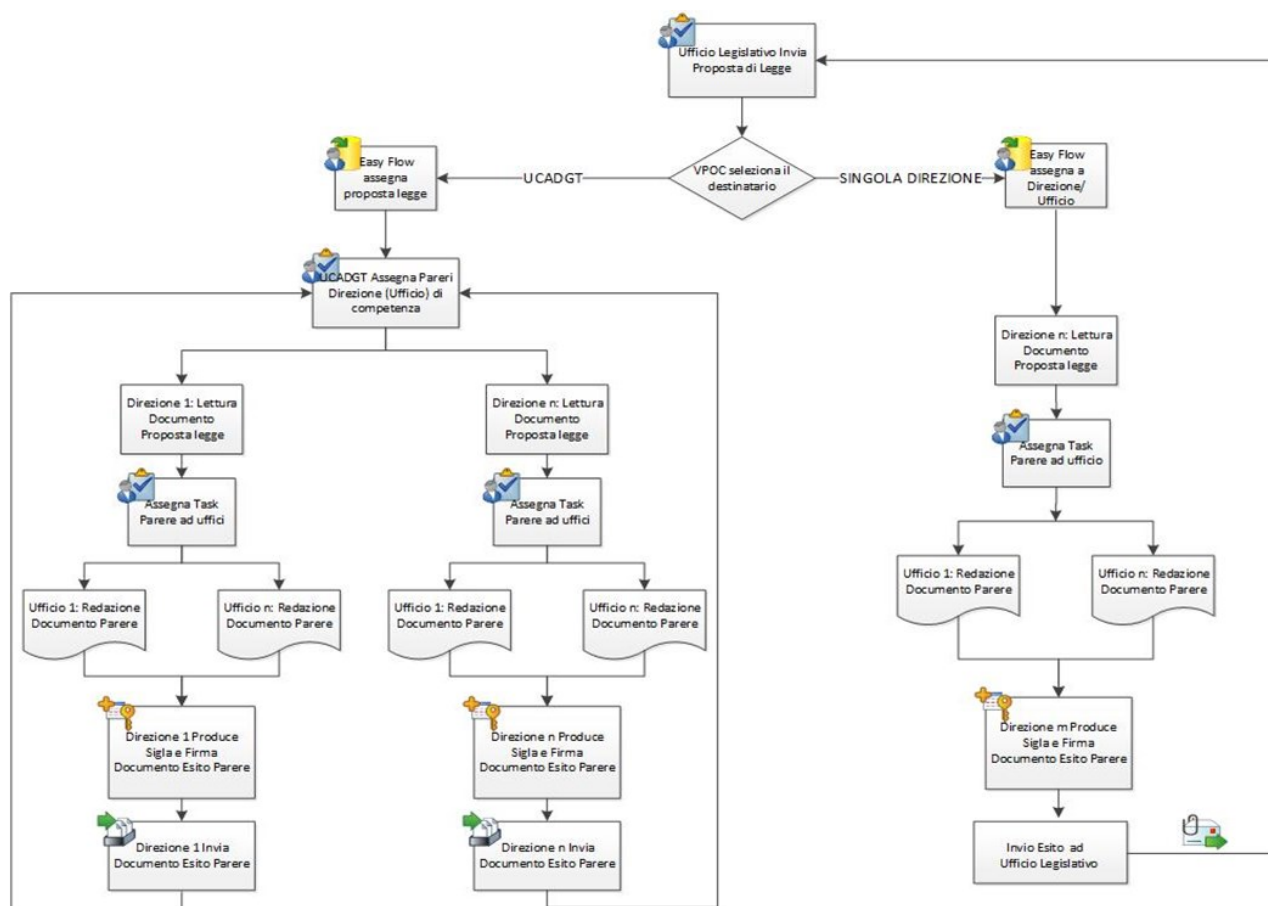 Ufficio Legislativo Invia
Proposta di Legge
Easy Flow
assegna
proposta legge
UCADGT
VPOC seleziona il
destinatario
SINGOLA DIREZIONE
Easy Flow
assegna a
Direzione/
Ufficio
UCADGT Assegna Pareri
Direzione (Ufficio) di
competenza
Direzione 1: Lettura
Documento
Proposta legge
Direzione n: Lettura
Documento
Proposta legge
Direzione n: Lettura
Documento
Proposta legge
Assegna Task
Parere ad uffici
Assegna Task
Parere ad uffici
Assegna Task
Parere ad ufficio
Ufficio 1: Redazione
Documento Parere
Ufficio n: Redazione
Documento Parere
Ufficio 1: Redazione
Documento Parere
Ufficio n: Redazione
Documento Parere
Ufficio 1: Redazione
Documento Parere
Ufficio n: Redazione
Documento Parere
Direzione 1 Produce
Sigla e Firma
Documento Esito Parere
Direzione n Produce
Sigla e Firma
Documento Esito Parere
Direzione m Produce
Sigla e Firma
Documento Esito Parere
Direzione 1 Invia
Documento Esito Parere
Direzione n Invia
Documento Esito Parere
Invio Esito ad
Ufficio Legislativo